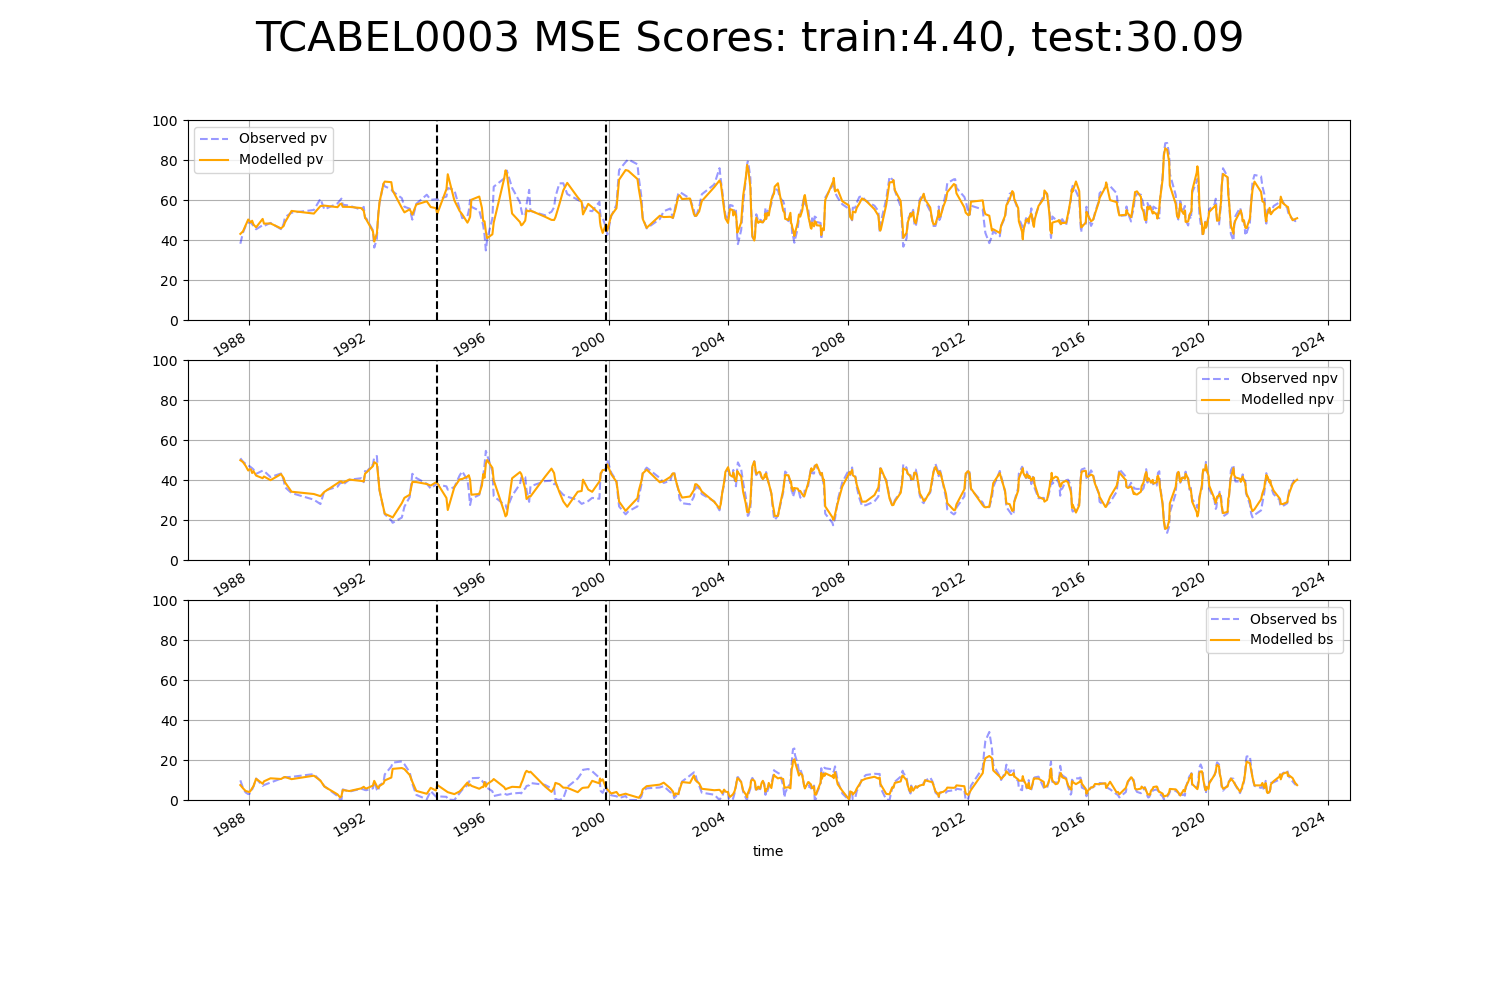 TCABEL0003 MSE Scores: train:4.40, test:30.09
100
80
60
40
20
0
Observed pv
Modelled pv
1988 1992 1996 2000 2004 2008 2012 2016 2020 2024
100
80
60
40
20
0
Observed npv
Modelled npv
1988 1992 1996 2000 2004 2008 2012 2016 2020 2024
100
80
60
40
20
0
Observed bs
Modelled bs
1988 1992 1996 2000 2004 2008 2012 2016 2020 2024
time